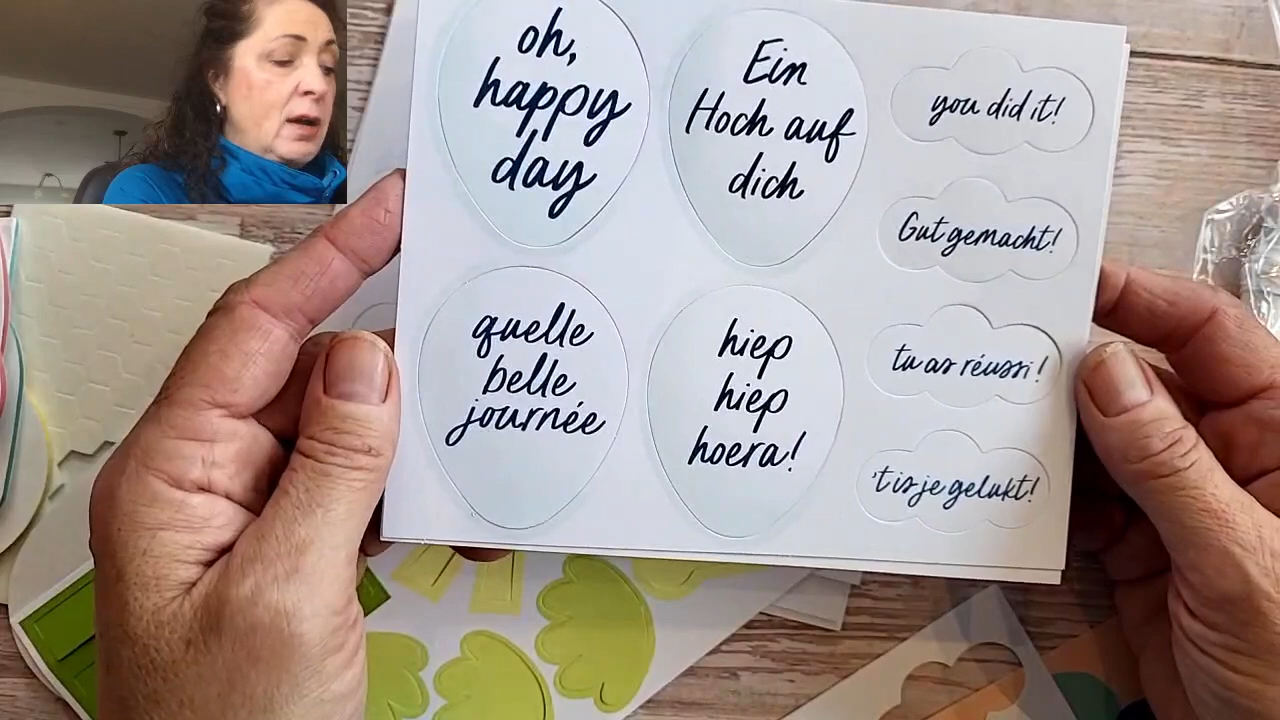 oh,
happy
day
Ein
Hoch auf
dich
quelle
belle
journée
hiep
hiep
hoera!
you did it!
Gut gemacht!
tu as réussi !
't is je gelukt!